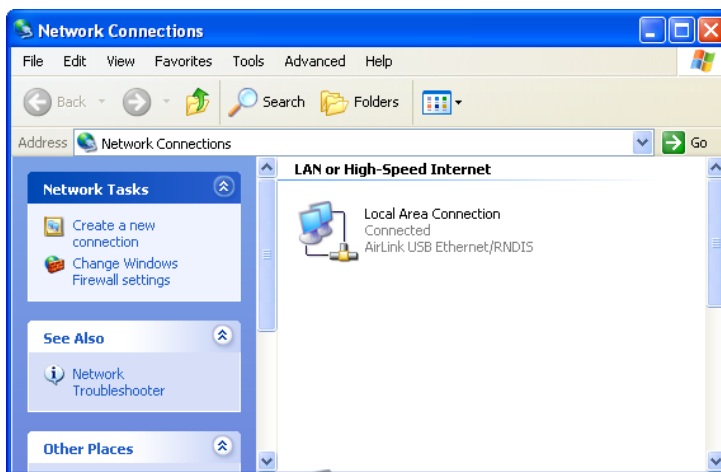 Network Connections
File Edit View Favorites Tools Advanced Help
Back Search Folders
Address Network Connections Go
Network Tasks
Create a new
connection
Change Windows
Firewall settings
See Also
Network
Troubleshooter
Other Places
LAN or High-Speed Internet
Local Area Connection
Connected
AirLink USB Ethernet/RNDIS